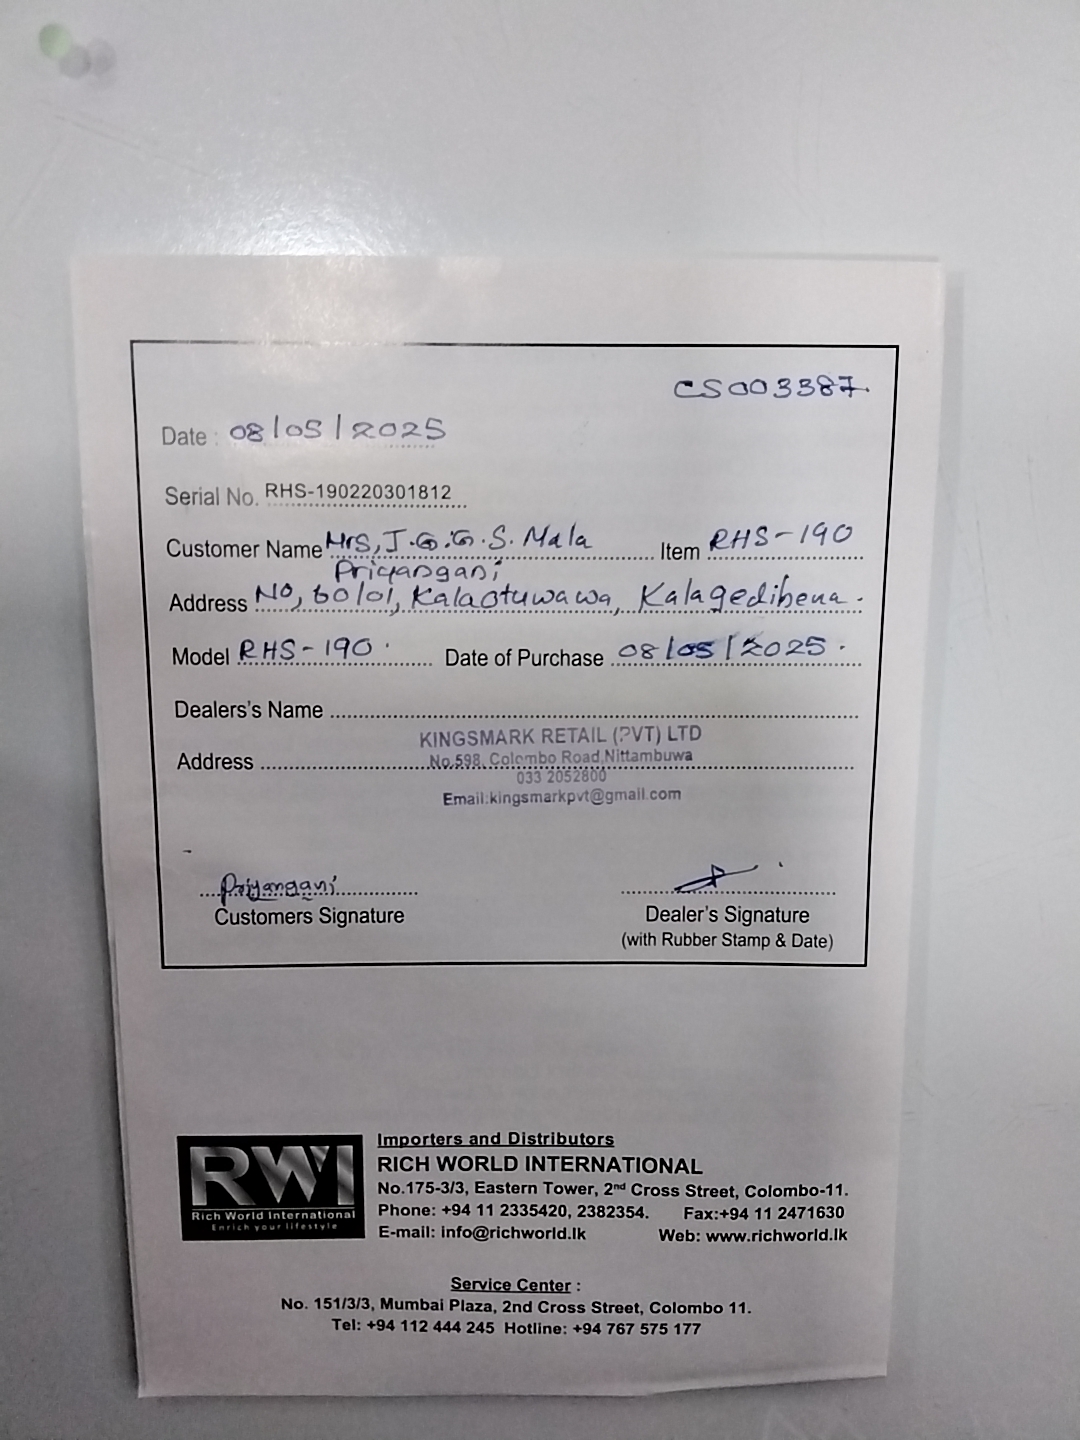 CS003387
Date : 08/05/2025
Serial No. RHS-190220301812
Customer Name Mrs, J.G.G.S. Mala Item RHS-190
Priyangani
Address No, 60/01, Kalaotuwawa, Kalagedihena.
Model RHS-190. Date of Purchase 08/05/2025.
Dealers's Name
KINGSMARK RETAIL (PVT) LTD
Address No.598, Colombo Road,Nittambuwa
033 2052800
Email:kingsmarkpvt@gmail.com
Priyangani
Customers Signature Dealer's Signature
(with Rubber Stamp & Date)
RWI
Rich World International
Enrich your lifestyle
Importers and Distributors
RICH WORLD INTERNATIONAL
No.175-3/3, Eastern Tower, 2nd Cross Street, Colombo-11.
Phone: +94 11 2335420, 2382354. Fax:+94 11 2471630
E-mail: info@richworld.lk Web: www.richworld.lk
Service Center :
No. 151/3/3, Mumbai Plaza, 2nd Cross Street, Colombo 11.
Tel: +94 112 444 245 Hotline: +94 767 575 177